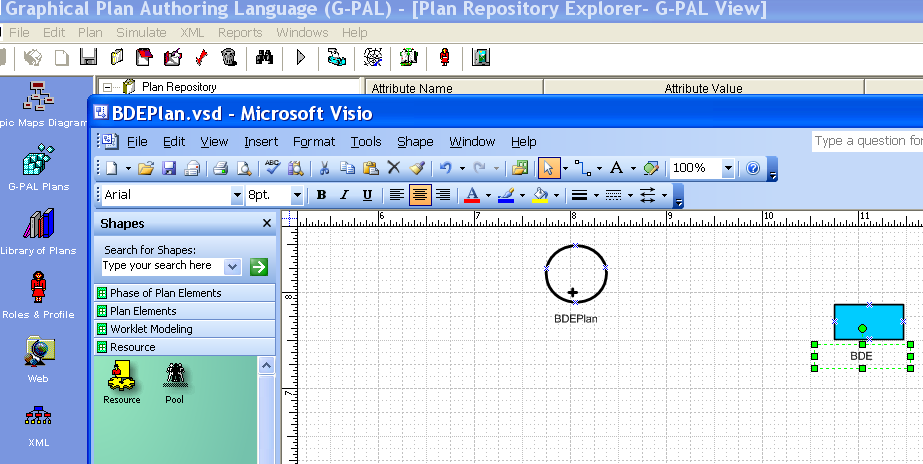 Graphical Plan Authoring Language (G-PAL) - [Plan Repository Explorer- G-PAL View]
File Edit Plan Simulate XML Reports Windows Help
Plan Repository
Attribute Name
Attribute Value
pic Maps Diagram
G-PAL Plans
Library of Plans
Roles & Profile
Web
XML
BDEPlan.vsd - Microsoft Visio
File Edit View Insert Format Tools Shape Window Help
Type a question for
ABC
A
100%
Arial
8pt.
B I U
A
Shapes
Search for Shapes:
Type your search here
Phase of Plan Elements
Plan Elements
Worklet Modeling
Resource
Resource
Pool
6 7 8 9 10 11
8
7
BDEPlan
BDE